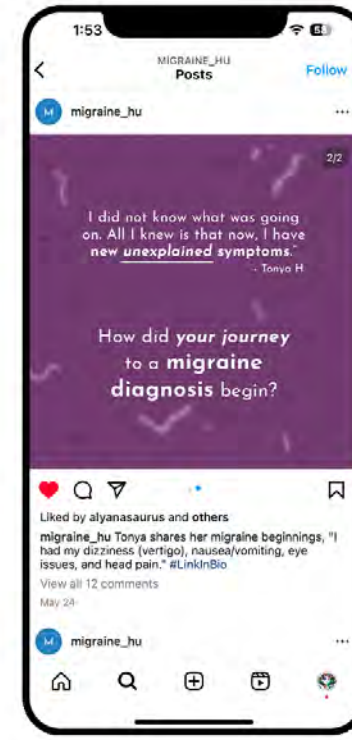 1:53
58
MIGRAINE_HU
Posts
Follow
M
migraine_hu
2/2
I did not know what was going
on. All I knew is that now, I have
new unexplained symptoms."
- Tonya H
How did your journey
to a migraine
diagnosis begin?
Liked by alyanasaurus and others
migraine_hu Tonya shares her migraine beginnings, "I
had my dizziness (vertigo), nausea/vomiting, eye
issues, and head pain." #LinkInBio
View all 12 comments
May 24
M
migraine_hu